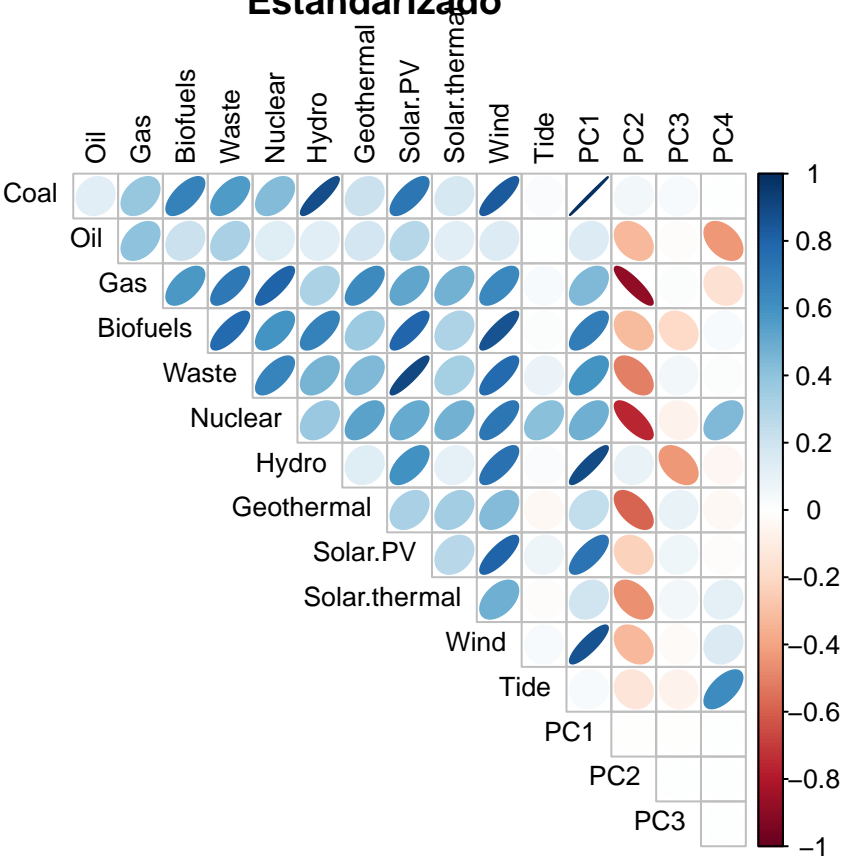 Estandarizado
Oil Gas Biofuels Waste Nuclear Hydro Geothermal Solar.PV Solar.thermal Wind Tide PC1 PC2 PC3 PC4
Coal
Oil
Gas
Biofuels
Waste
Nuclear
Hydro
Geothermal
Solar.PV
Solar.thermal
Wind
Tide
PC1
PC2
PC3
1
0.8
0.6
0.4
0.2
0
−0.2
−0.4
−0.6
−0.8
−1